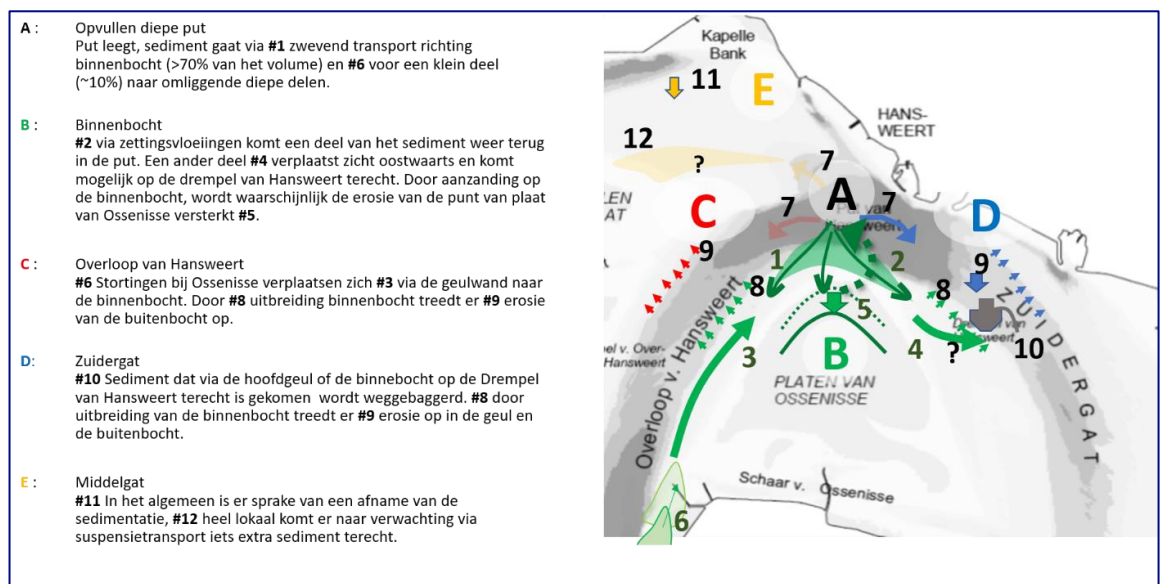 A : Opvullen diepe put
Put leegt, sediment gaat via #1 zwevend transport richting
binnenbocht (>70% van het volume) en #6 voor een klein deel
(~10%) naar omliggende diepe delen.
B : Binnenbocht
#2 via zettingsvloeiingen komt een deel van het sediment weer terug
in de put. Een ander deel #4 verplaatst zicht oostwaarts en komt
mogelijk op de drempel van Hansweert terecht. Door aanzanding op
de binnenbocht, wordt waarschijnlijk de erosie van de punt van plaat
van Ossenisse versterkt #5.
C : Overloop van Hansweert
#6 Stortingen bij Ossenisse verplaatsen zich #3 via de geulwand naar
de binnenbocht. Door #8 uitbreiding binnenbocht treedt er #9 erosie
van de buitenbocht op.
D: Zuidergat
#10 Sediment dat via de hoofdgeul of de binnebocht op de Drempel
van Hansweert terecht is gekomen wordt weggebaggerd. #8 door
uitbreiding van de binnenbocht treedt er #9 erosie op in de geul en
de buitenbocht.
E : Middelgat
#11 In het algemeen is er sprake van een afname van de
sedimentatie, #12 heel lokaal komt er naar verwachting via
suspensietransport iets extra sediment terecht.
Kapelle
Bank
11
E
HANS-
WEERT
12
?
7
A
7
7
LEN
AT
C
D
9
1
2
9
8
8
5
3
B
4
?
10
el v. Over-
Hansweert
Overloop v. Hansweert
ZUIDERGAT
PLATEN VAN
OSSENISSE
Schaar v. Ossenisse
6